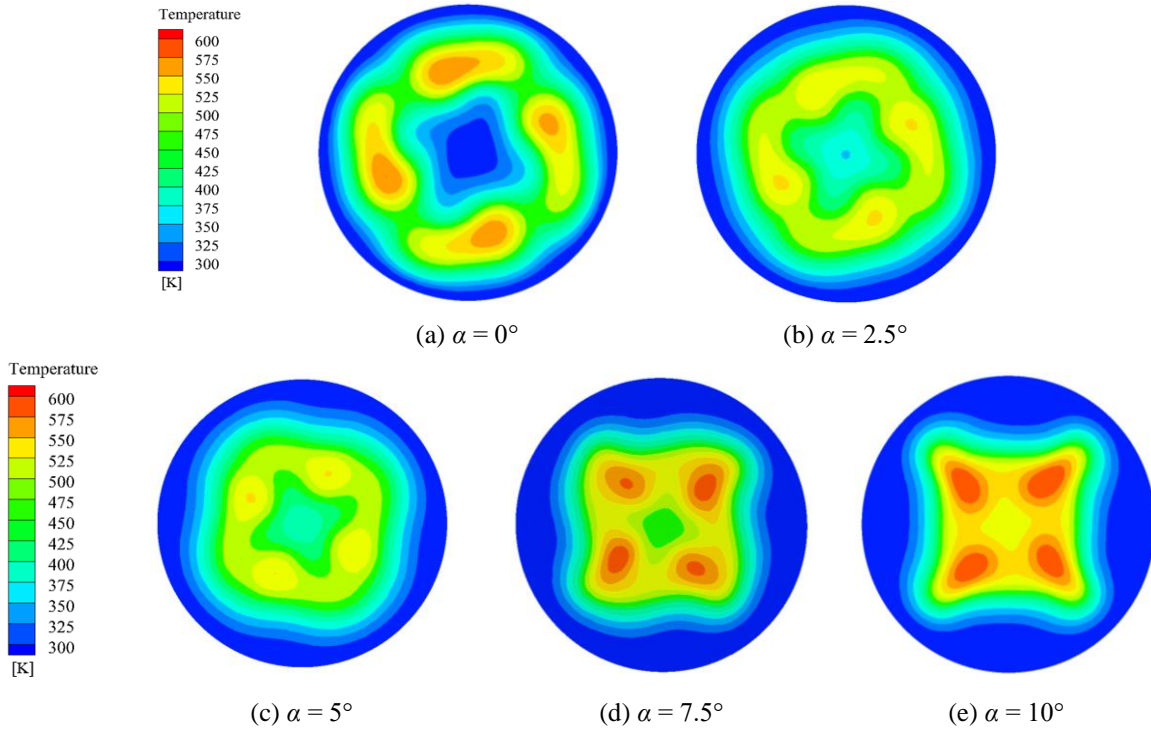 Temperature
600
575
550
525
500
475
450
425
400
375
350
325
300
[K]
(a) α = 0°
(b) α = 2.5°
Temperature
600
575
550
525
500
475
450
425
400
375
350
325
300
[K]
(c) α = 5°
(d) α = 7.5°
(e) α = 10°